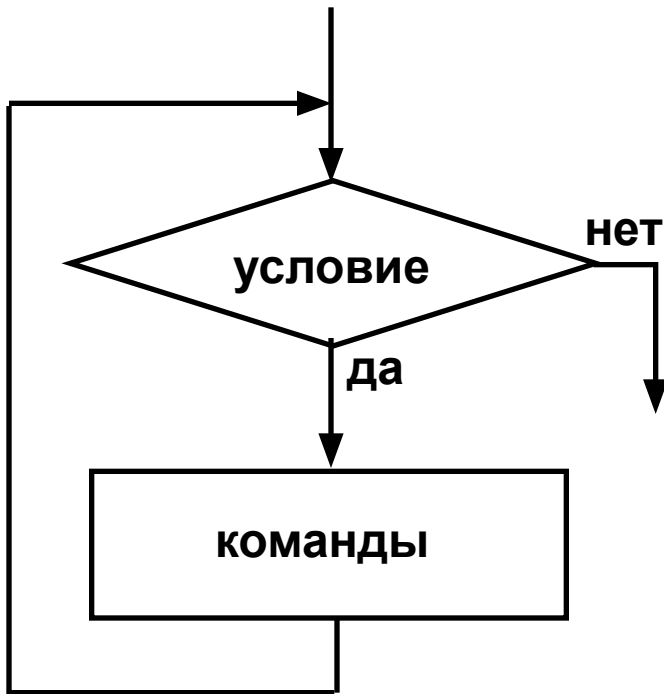 нет
условие
да
команды